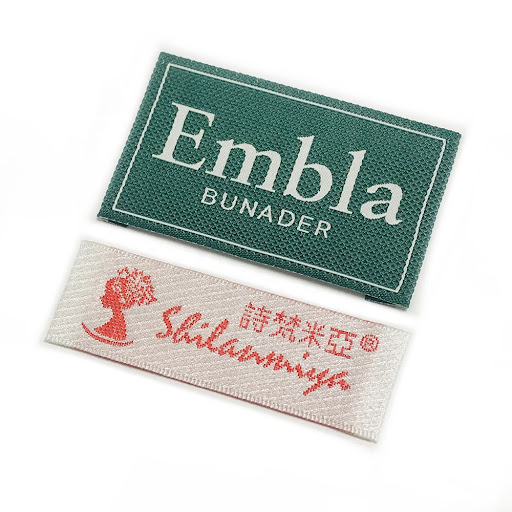 Embla
BUNADER
詩梵米亞®
Shilanmiya